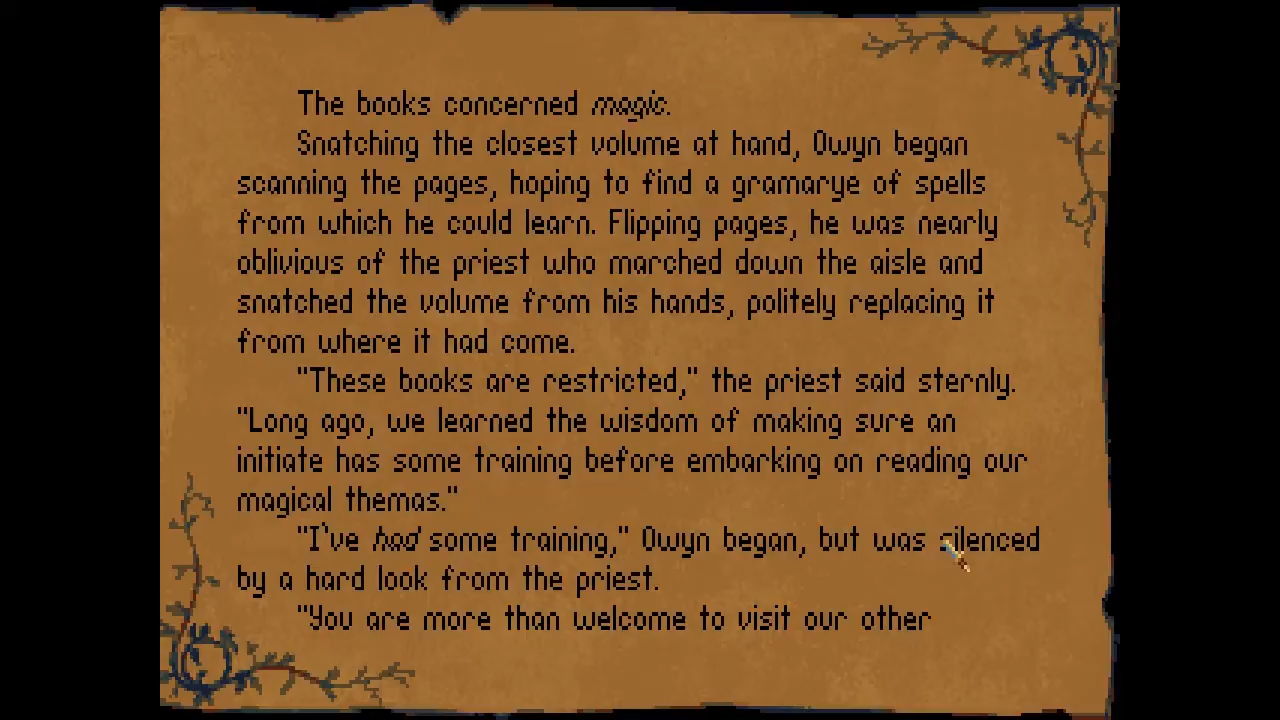 The books concerned magic.
Snatching the closest volume at hand, Owyn began
scanning the pages, hoping to find a gramarye of spells
from which he could learn. Flipping pages, he was nearly
oblivious of the priest who marched down the aisle and
snatched the volume from his hands, politely replacing it
from where it had come.
"These books are restricted," the priest said sternly.
"Long ago, we learned the wisdom of making sure an
initiate has some training before embarking on reading our
magical themas."
"I've had some training," Owyn began, but was silenced
by a hard look from the priest.
"You are more than welcome to visit our other